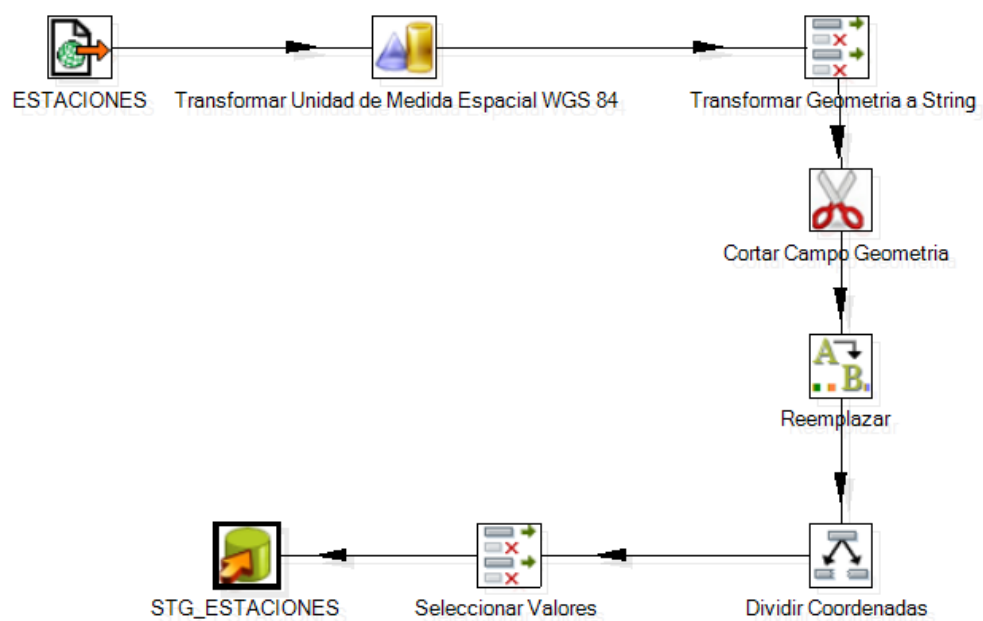 ESTACIONES
Transformar Unidad de Medida Espacial WGS 84
Transformar Geometria a String
Cortar Campo Geometria
A
B
Reemplazar
STG_ESTACIONES
Seleccionar Valores
Dividir Coordenadas